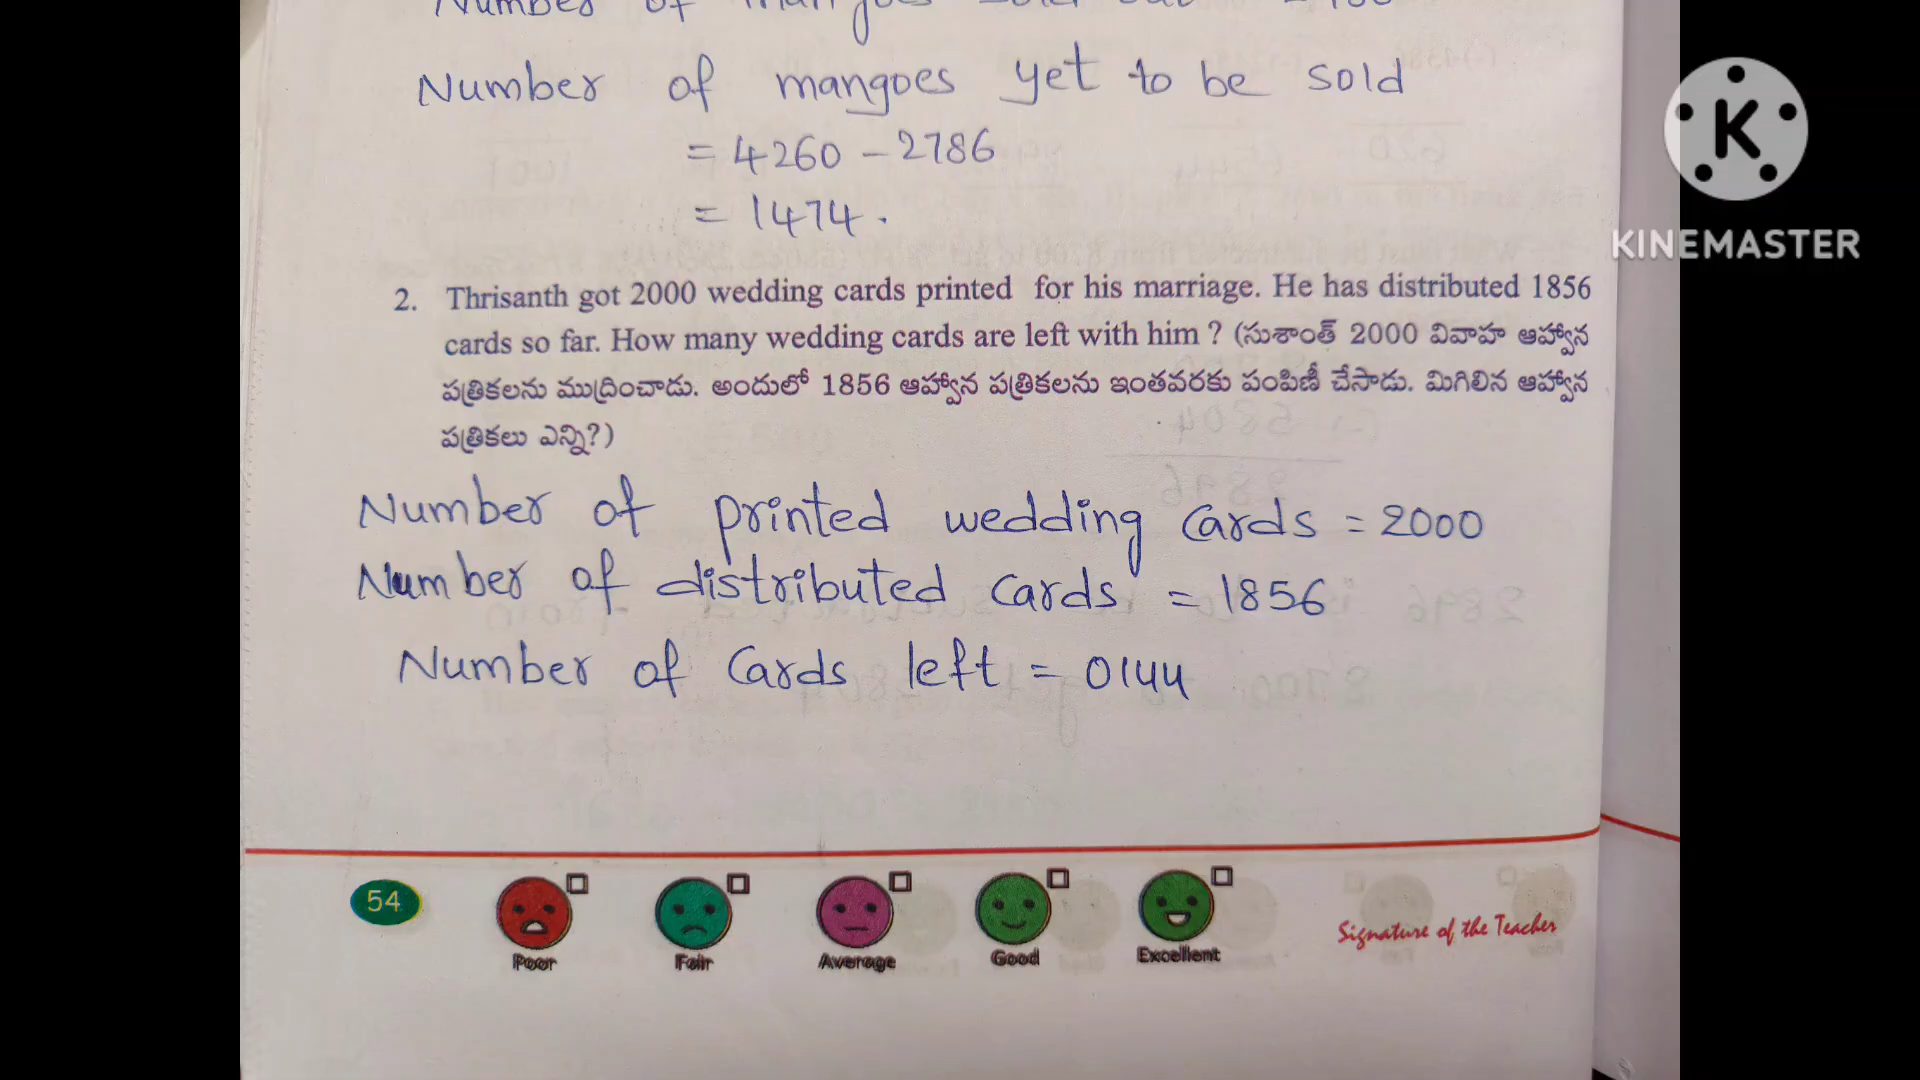 Number of mangoes
Number of mangoes yet to be sold
= 4260 - 2786
= 1474.
K
KINEMASTER
2. Thrisanth got 2000 wedding cards printed for his marriage. He has distributed 1856
cards so far. How many wedding cards are left with him ? (సుశాంత్ 2000 వివాహ ఆహ్వాన
పత్రికలను ముద్రించాడు. అందులో 1856 ఆహ్వాన పత్రికలను ఇంతవరకు పంపిణీ చేసాడు. మిగిలిన ఆహ్వాన
పత్రికలు ఎన్ని?)
Number of printed wedding cards = 2000
Number of distributed cards = 1856
Number of Cards left = 0144
54
Poor Fair Average Good Excellent
Signature of the Teacher